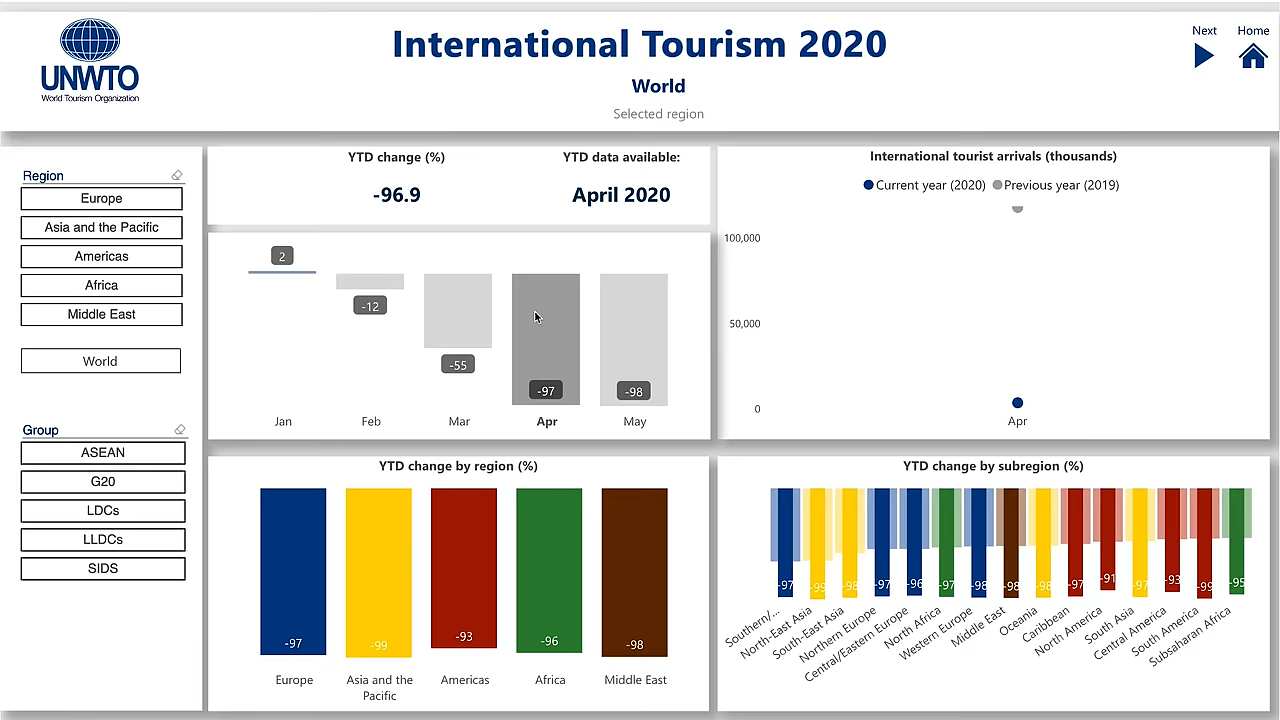 UNWTO
World Tourism Organization
International Tourism 2020
World
Selected region
Next
Home
Region
Europe
Asia and the Pacific
Americas
Africa
Middle East
World
Group
ASEAN
G20
LDCs
LLDCs
SIDS
YTD change (%)
YTD data available:
-96.9
April 2020
2
-12
-55
-97
-98
Jan
Feb
Mar
Apr
May
International tourist arrivals (thousands)
Current year (2020)
Previous year (2019)
100,000
50,000
0
Apr
YTD change by region (%)
-97
-99
-93
-96
-98
Europe
Asia and the
Pacific
Americas
Africa
Middle East
YTD change by subregion (%)
-97
-99
-98
-97
-96
-97
-98
-98
-98
-97
-91
-97
-93
-99
-95
Southern/...
North-East Asia
South-East Asia
Northern Europe
Central/Eastern Europe
North Africa
Western Europe
Middle East
Oceania
Caribbean
North America
South Asia
Central America
South America
Subsaharan Africa